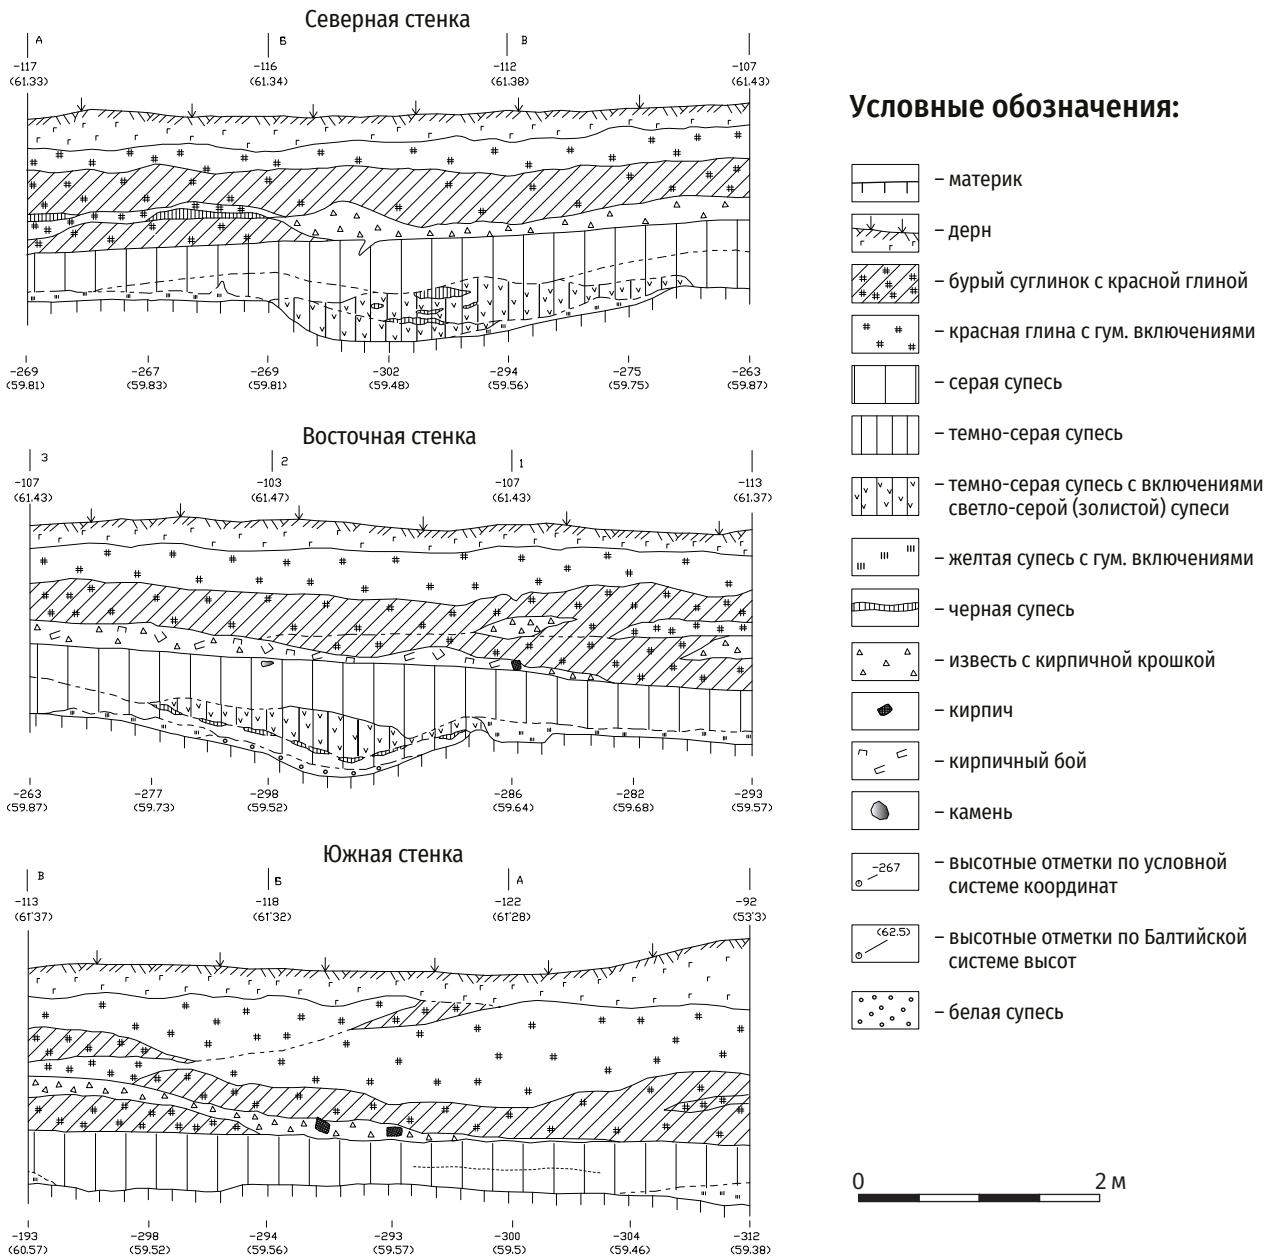 Северная стенка
А Б В
-117 -116 -112 -107
(61.33) (61.34) (61.38) (61.43)
-269 -267 -269 -302 -294 -275 -263
(59.81) (59.83) (59.81) (59.48) (59.56) (59.75) (59.87)
Восточная стенка
3 2 1
-107 -103 -107 -113
(61.43) (61.47) (61.43) (61.37)
-263 -277 -298 -286 -282 -293
(59.87) (59.73) (59.52) (59.64) (59.68) (59.57)
Южная стенка
В Б А
-113 -118 -122 -92
(61'37) (61'32) (61'28) (53'3)
-193 -298 -294 -293 -300 -304 -312
(60.57) (59.52) (59.56) (59.57) (59.5) (59.46) (59.38)
Условные обозначения:
– материк
– дерн
– бурый суглинок с красной глиной
– красная глина с гум. включениями
– серая супесь
– темно-серая супесь
– темно-серая супесь с включениями
светло-серой (золистой) супеси
– желтая супесь с гум. включениями
– черная супесь
– известь с кирпичной крошкой
– кирпич
– кирпичный бой
– камень
-267
– высотные отметки по условной
системе координат
(62.5)
– высотные отметки по Балтийской
системе высот
– белая супесь
0 2 м